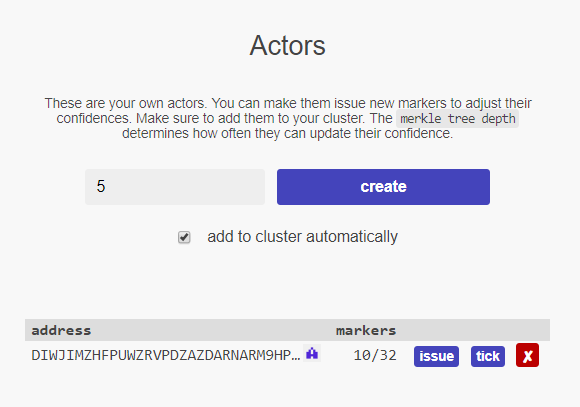 Actors
These are your own actors. You can make them issue new markers to adjust their
confidences. Make sure to add them to your cluster. The merkle tree depth
determines how often they can update their confidence.
5 create
add to cluster automatically
address markers
DIWJIMZHFPUWZRVPDZAZDARNARM9HP… 10/32 issue tick ✘